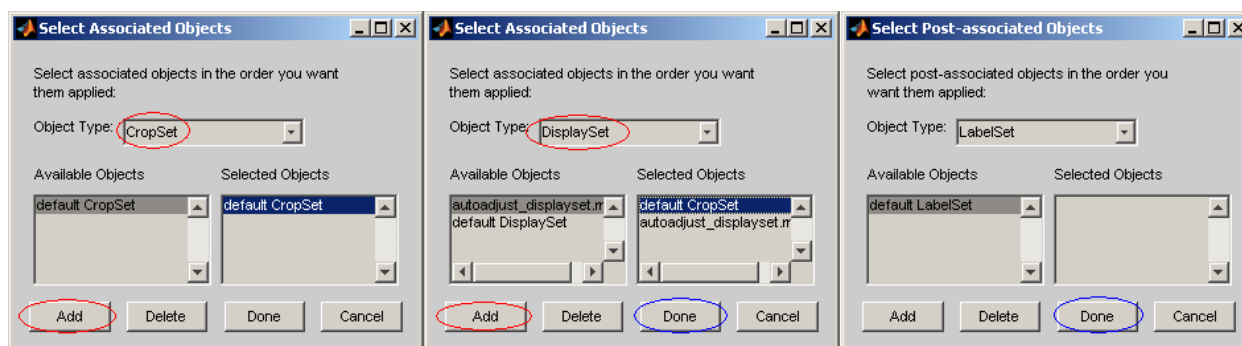 Select Associated Objects
Select associated objects in the order you want
them applied:
Object Type: CropSet
Available Objects Selected Objects
default CropSet default CropSet
Add Delete Done Cancel
Select Associated Objects
Select associated objects in the order you want
them applied:
Object Type: DisplaySet
Available Objects Selected Objects
autoadjust_displayset.m default CropSet
default DisplaySet autoadjust_displayset.m
Add Delete Done Cancel
Select Post-associated Objects
Select post-associated objects in the order you
want them applied:
Object Type: LabelSet
Available Objects Selected Objects
default LabelSet
Add Delete Done Cancel